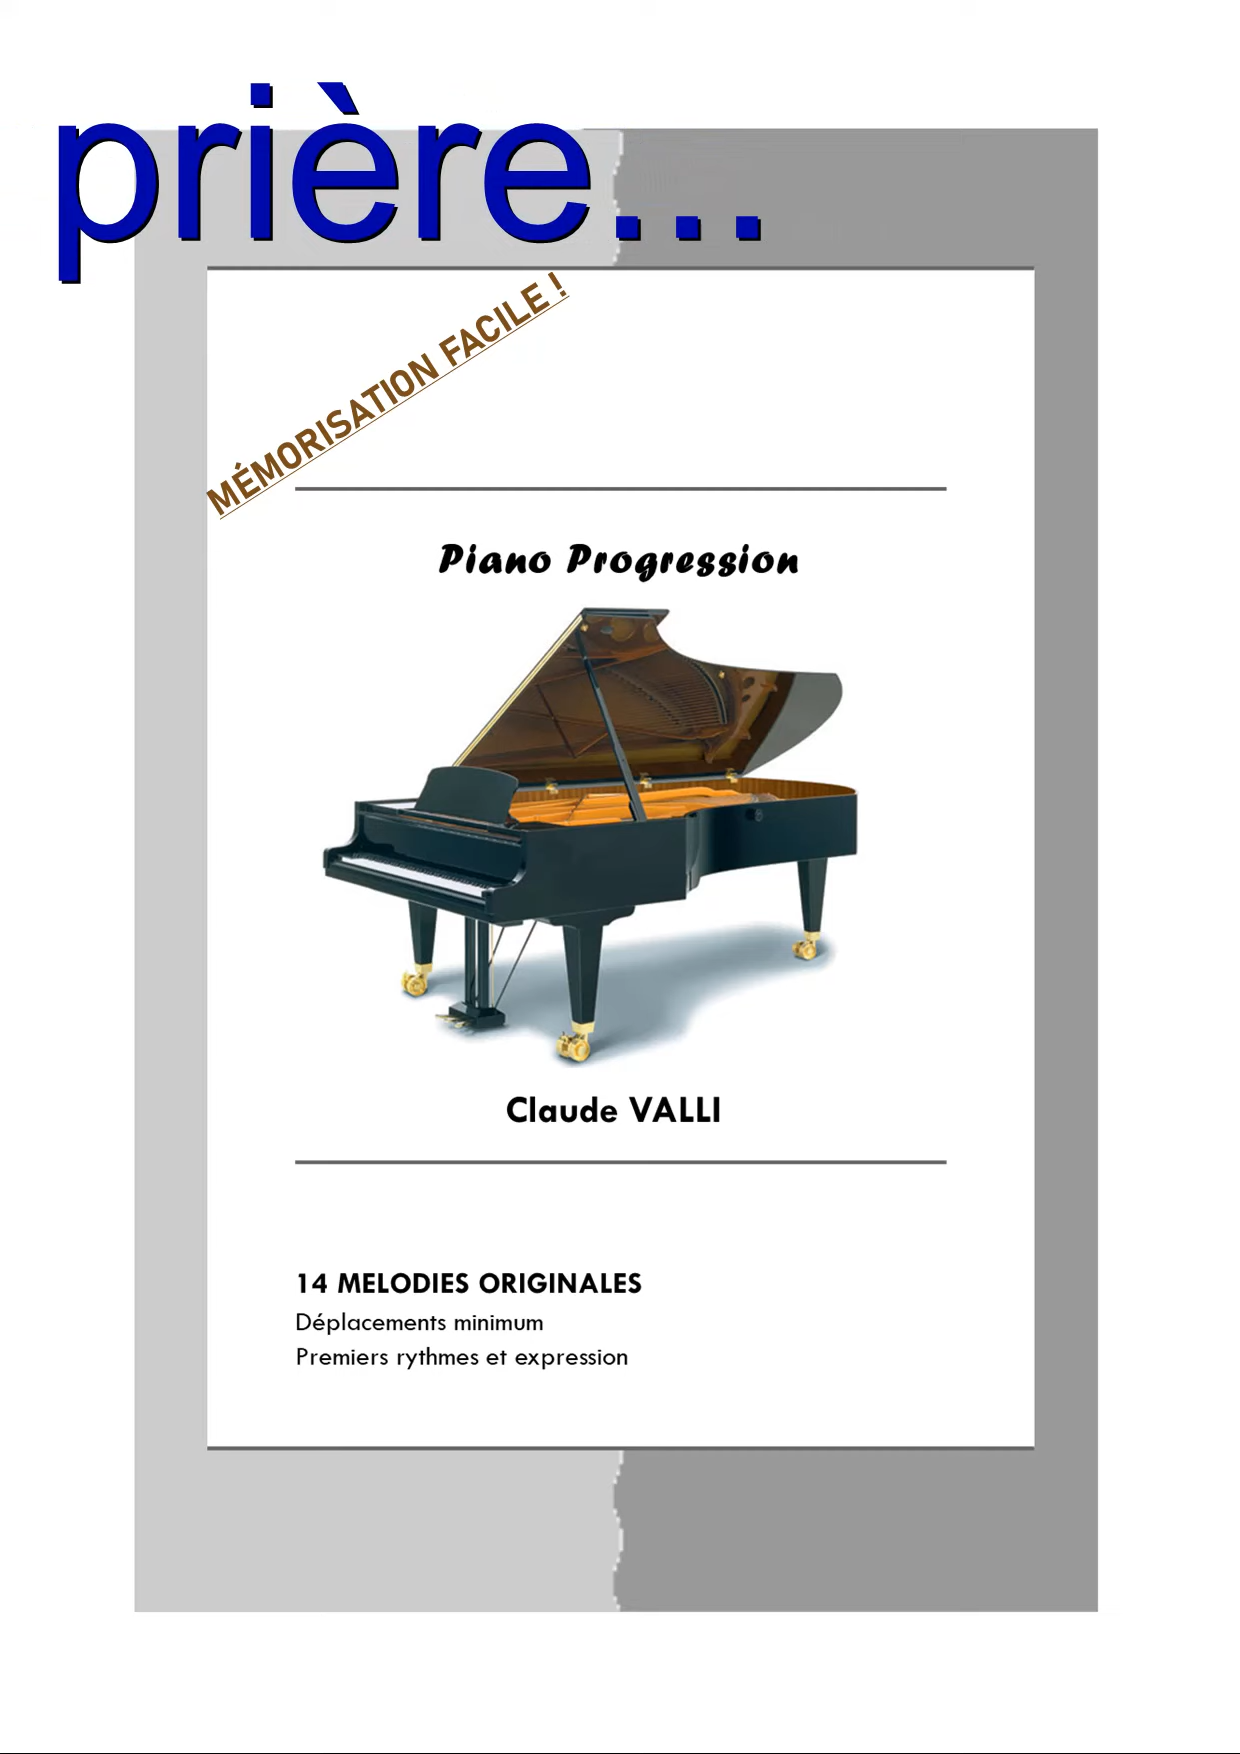 prière...
MÉMORISATION FACILE !
Piano Progression
Claude VALLI
14 MELODIES ORIGINALES
Déplacements minimum
Premiers rythmes et expression